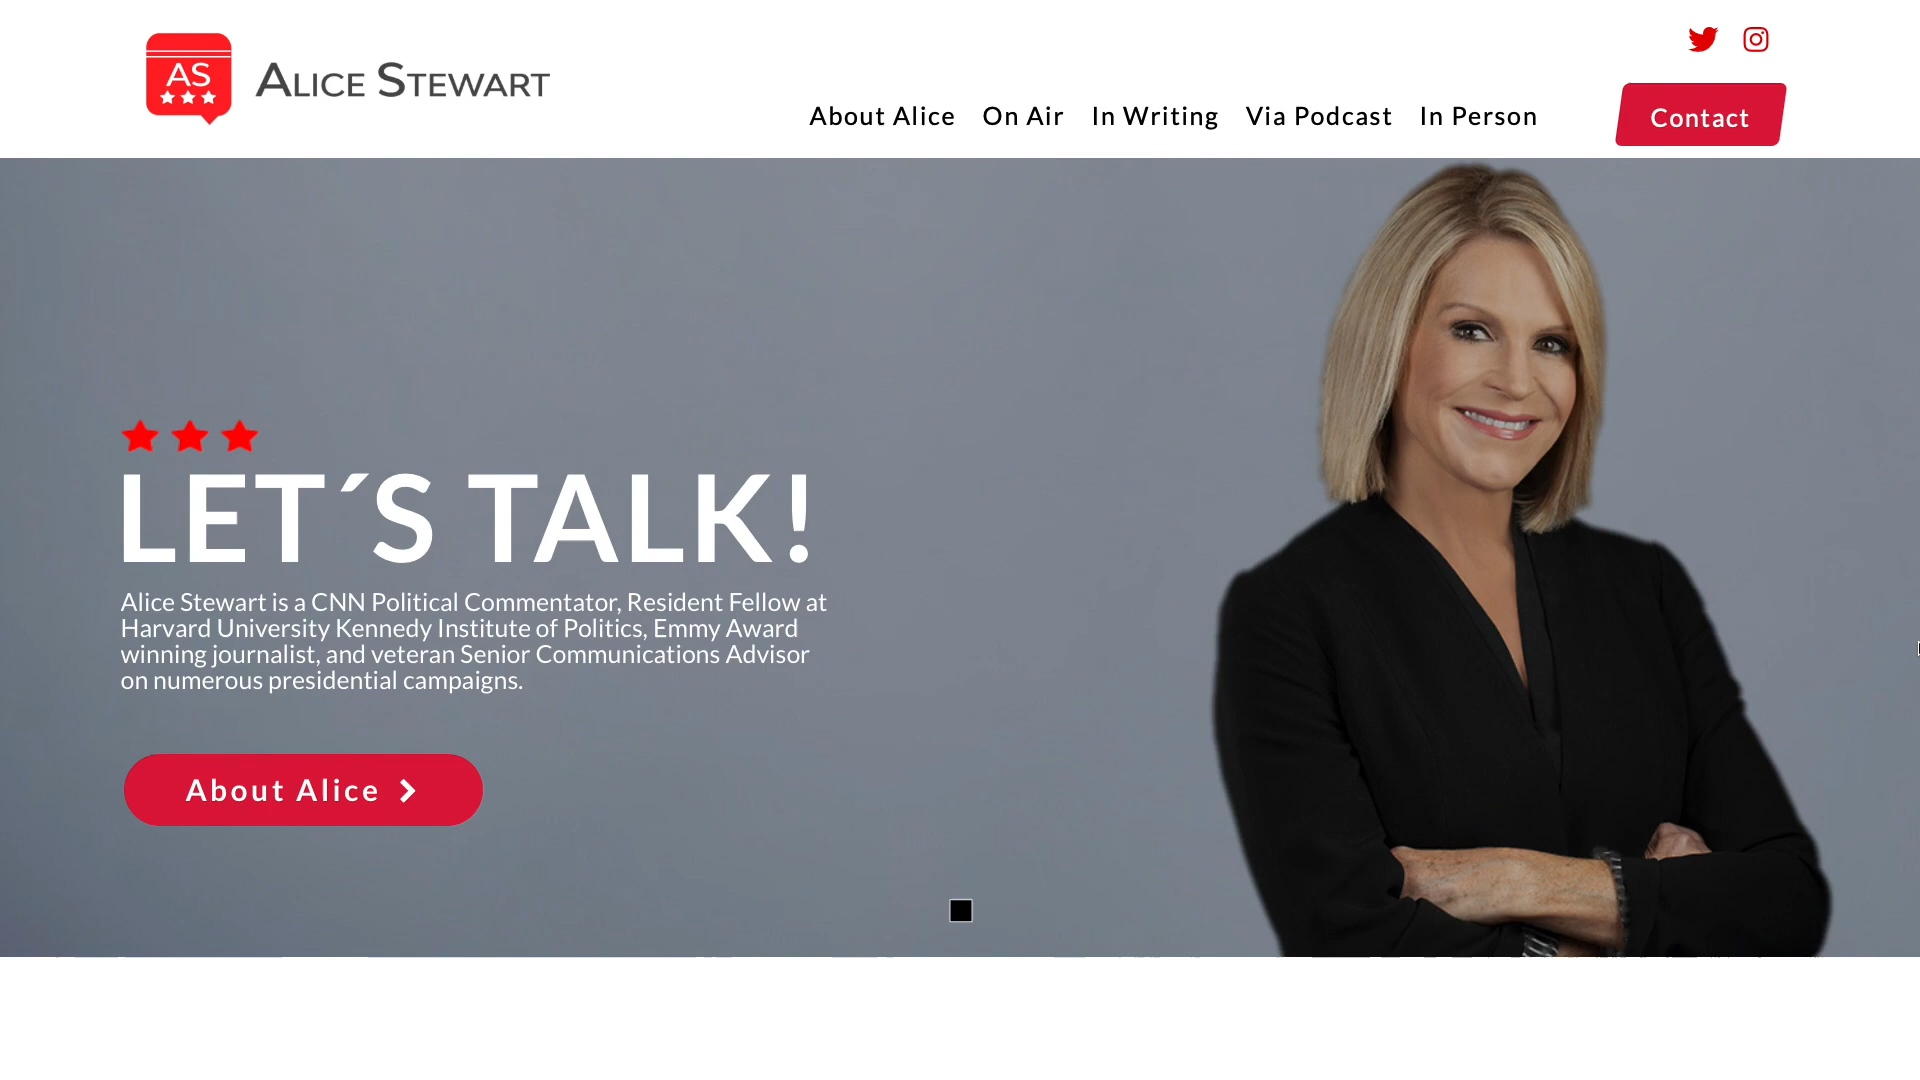 AS
ALICE STEWART
About Alice
On Air
In Writing
Via Podcast
In Person
Contact
LET´S TALK!
Alice Stewart is a CNN Political Commentator, Resident Fellow at
Harvard University Kennedy Institute of Politics, Emmy Award
winning journalist, and veteran Senior Communications Advisor
on numerous presidential campaigns.
About Alice